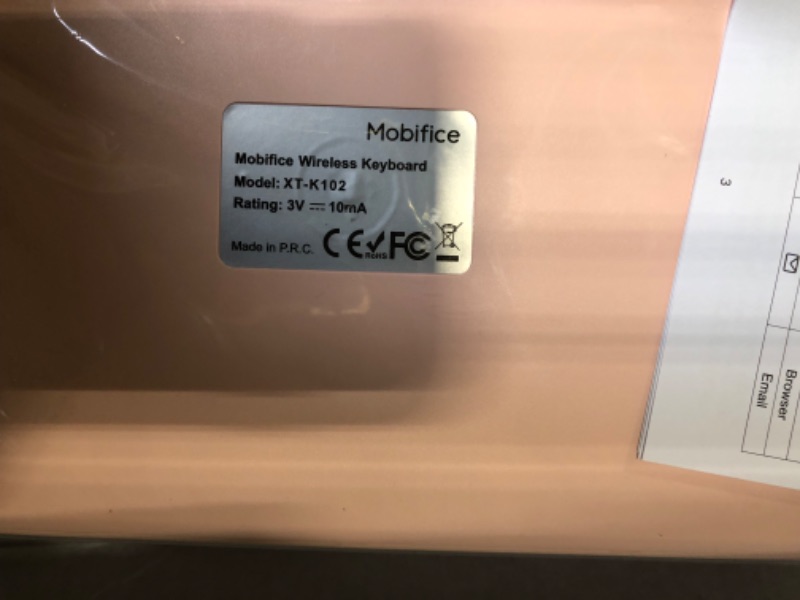 Mobifice
Mobifice Wireless Keyboard
Model: XT-K102
Rating: 3V ⎓ 10mA
Made in P.R.C. CE RoHS FC
3
Browser
Email